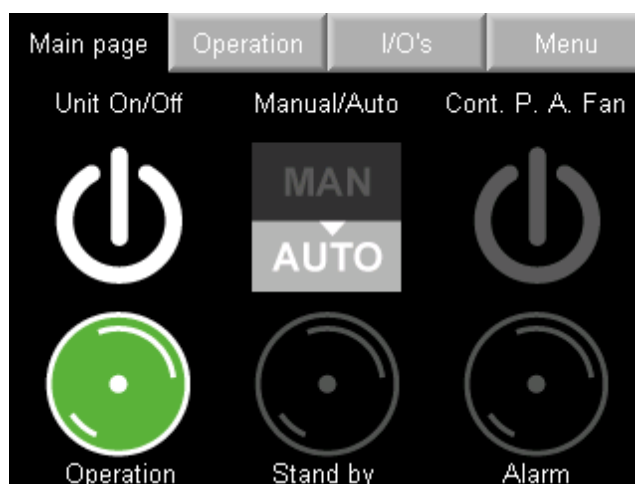 Main page Operation I/O's Menu
Unit On/Off Manual/Auto Cont. P. A. Fan
MAN
AUTO
Operation Stand by Alarm